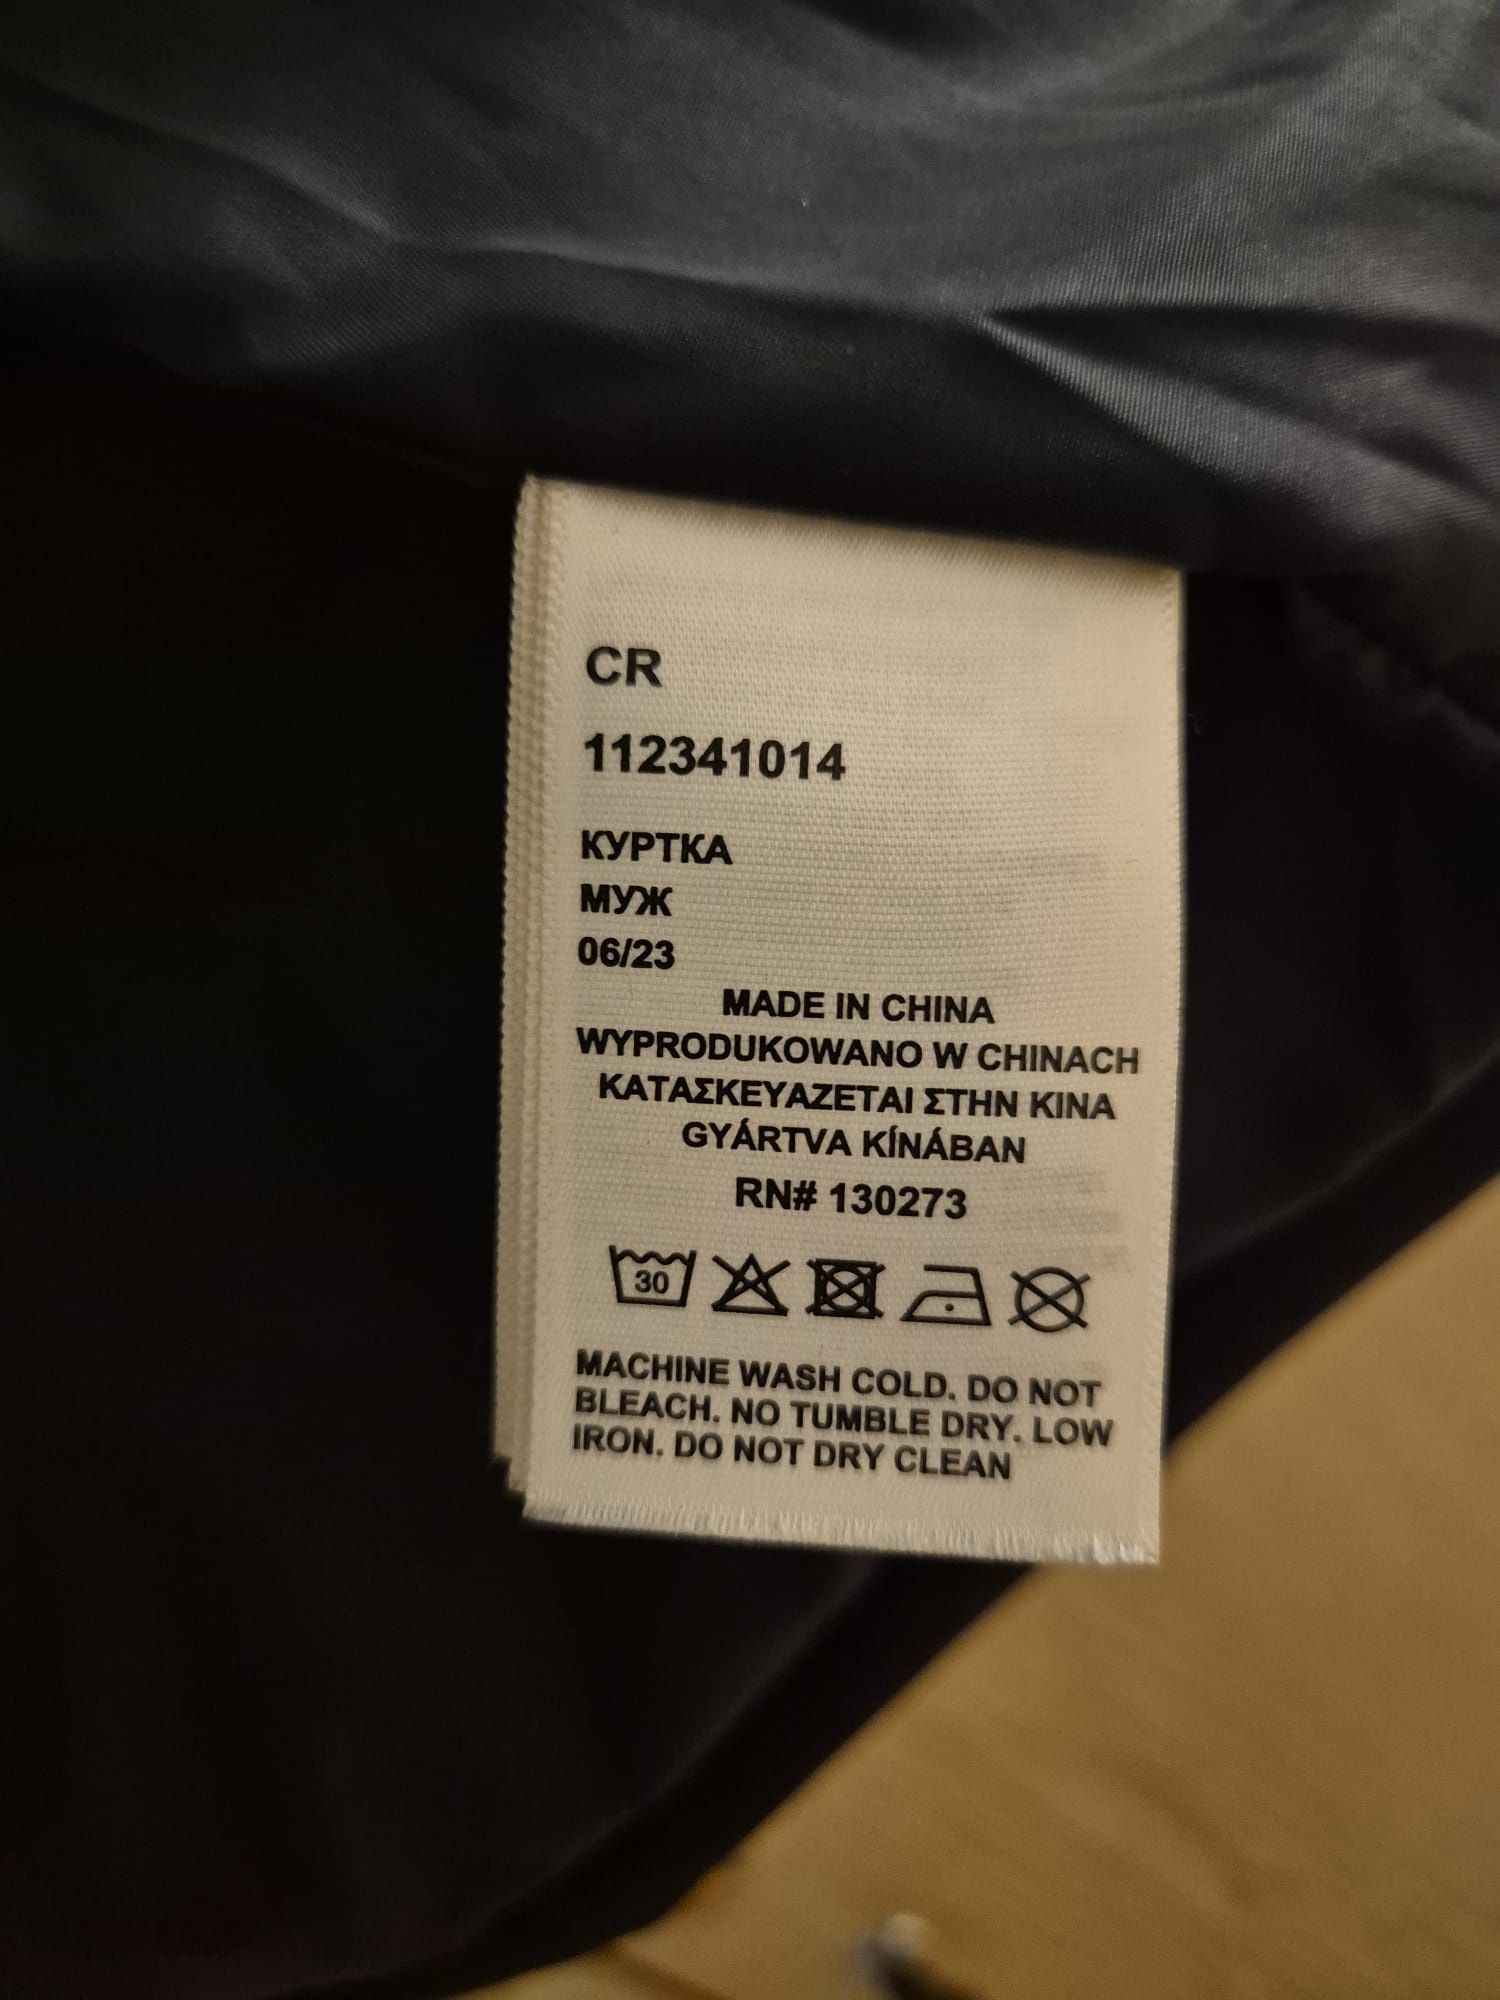 CR
112341014
КУРТКА
МУЖ
06/23
MADE IN CHINA
WYPRODUKOWANO W CHINACH
ΚΑΤΑΣΚΕΥΑΖΕΤΑΙ ΣΤΗΝ ΚΙΝΑ
GYÁRTVA KÍNÁBAN
RN# 130273
30
MACHINE WASH COLD. DO NOT
BLEACH. NO TUMBLE DRY. LOW
IRON. DO NOT DRY CLEAN